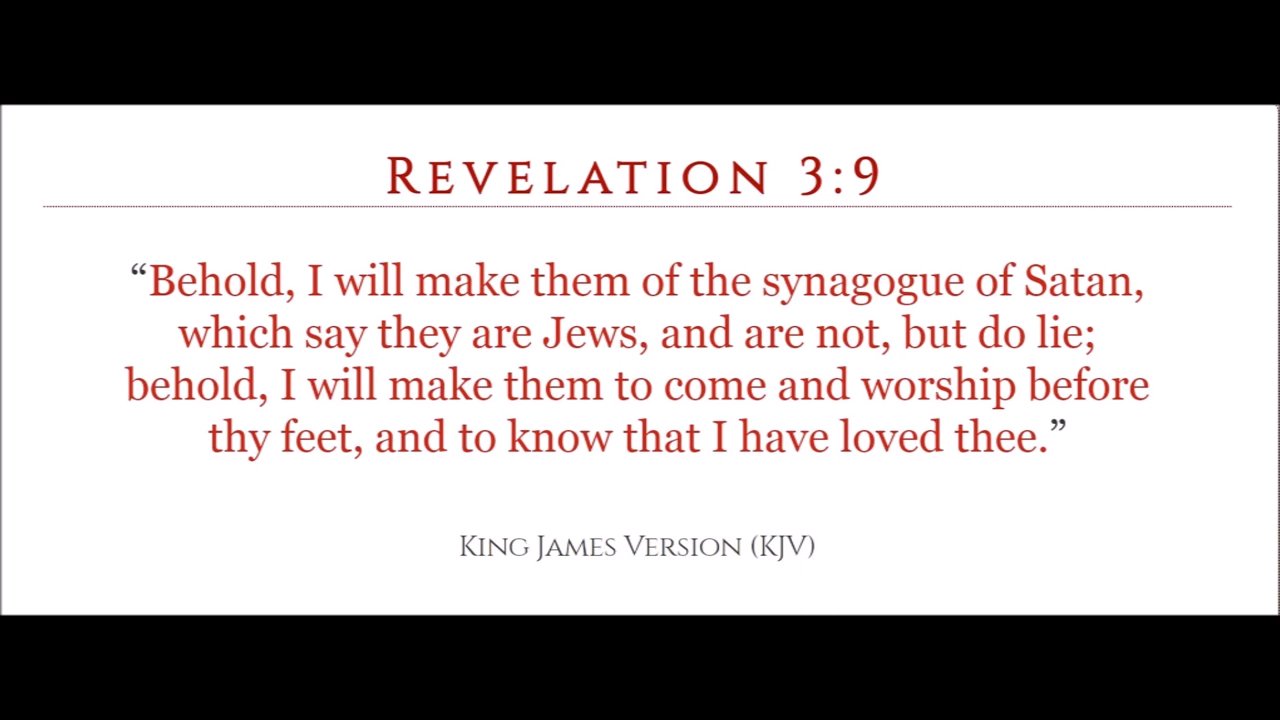 Revelation 3:9
“Behold, I will make them of the synagogue of Satan,
which say they are Jews, and are not, but do lie;
behold, I will make them to come and worship before
thy feet, and to know that I have loved thee.”
King James Version (KJV)